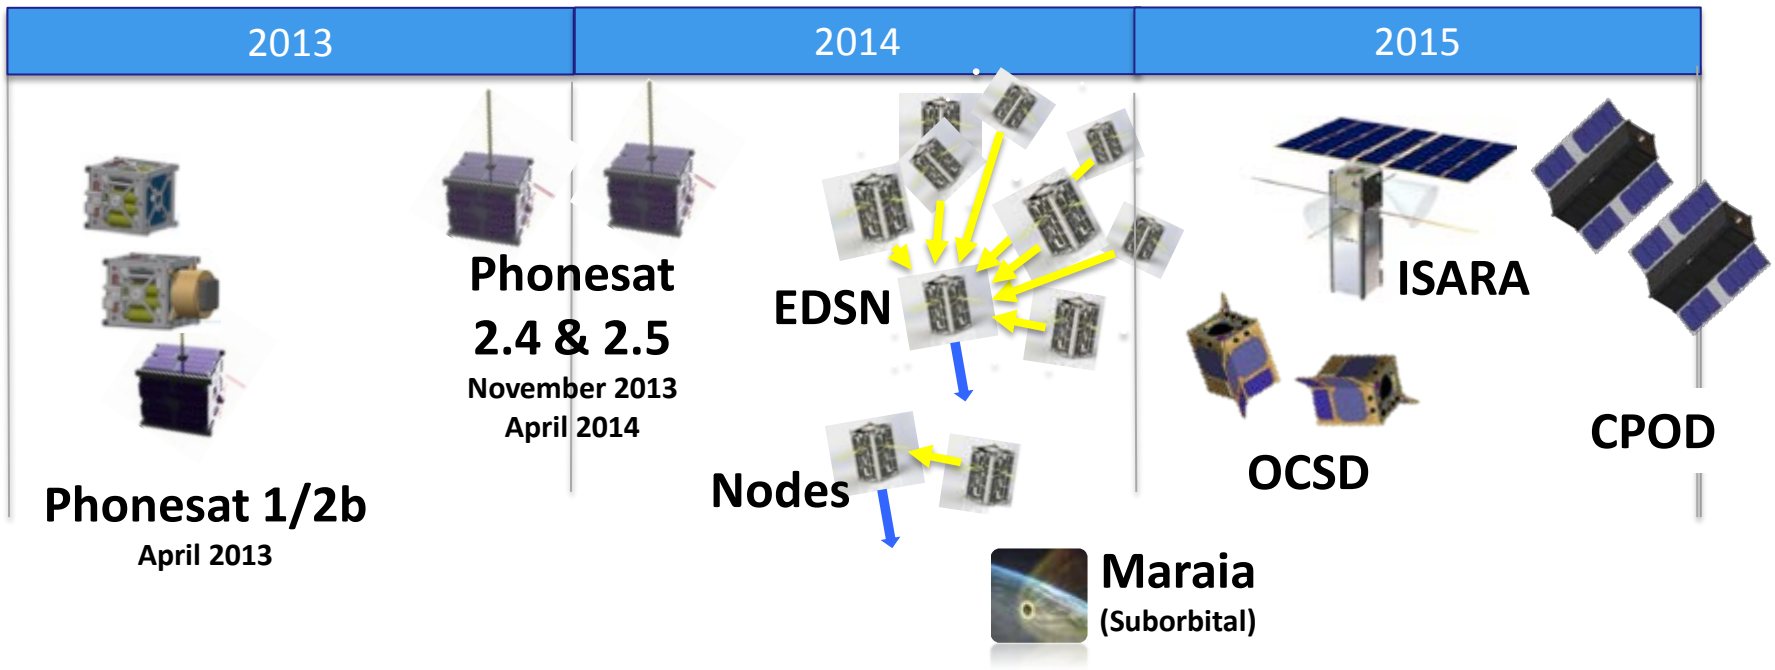 2013
2014
2015
Phonesat
2.4 & 2.5
November 2013
April 2014
EDSN
ISARA
Nodes
OCSD
CPOD
Phonesat 1/2b
April 2013
Maraia
(Suborbital)